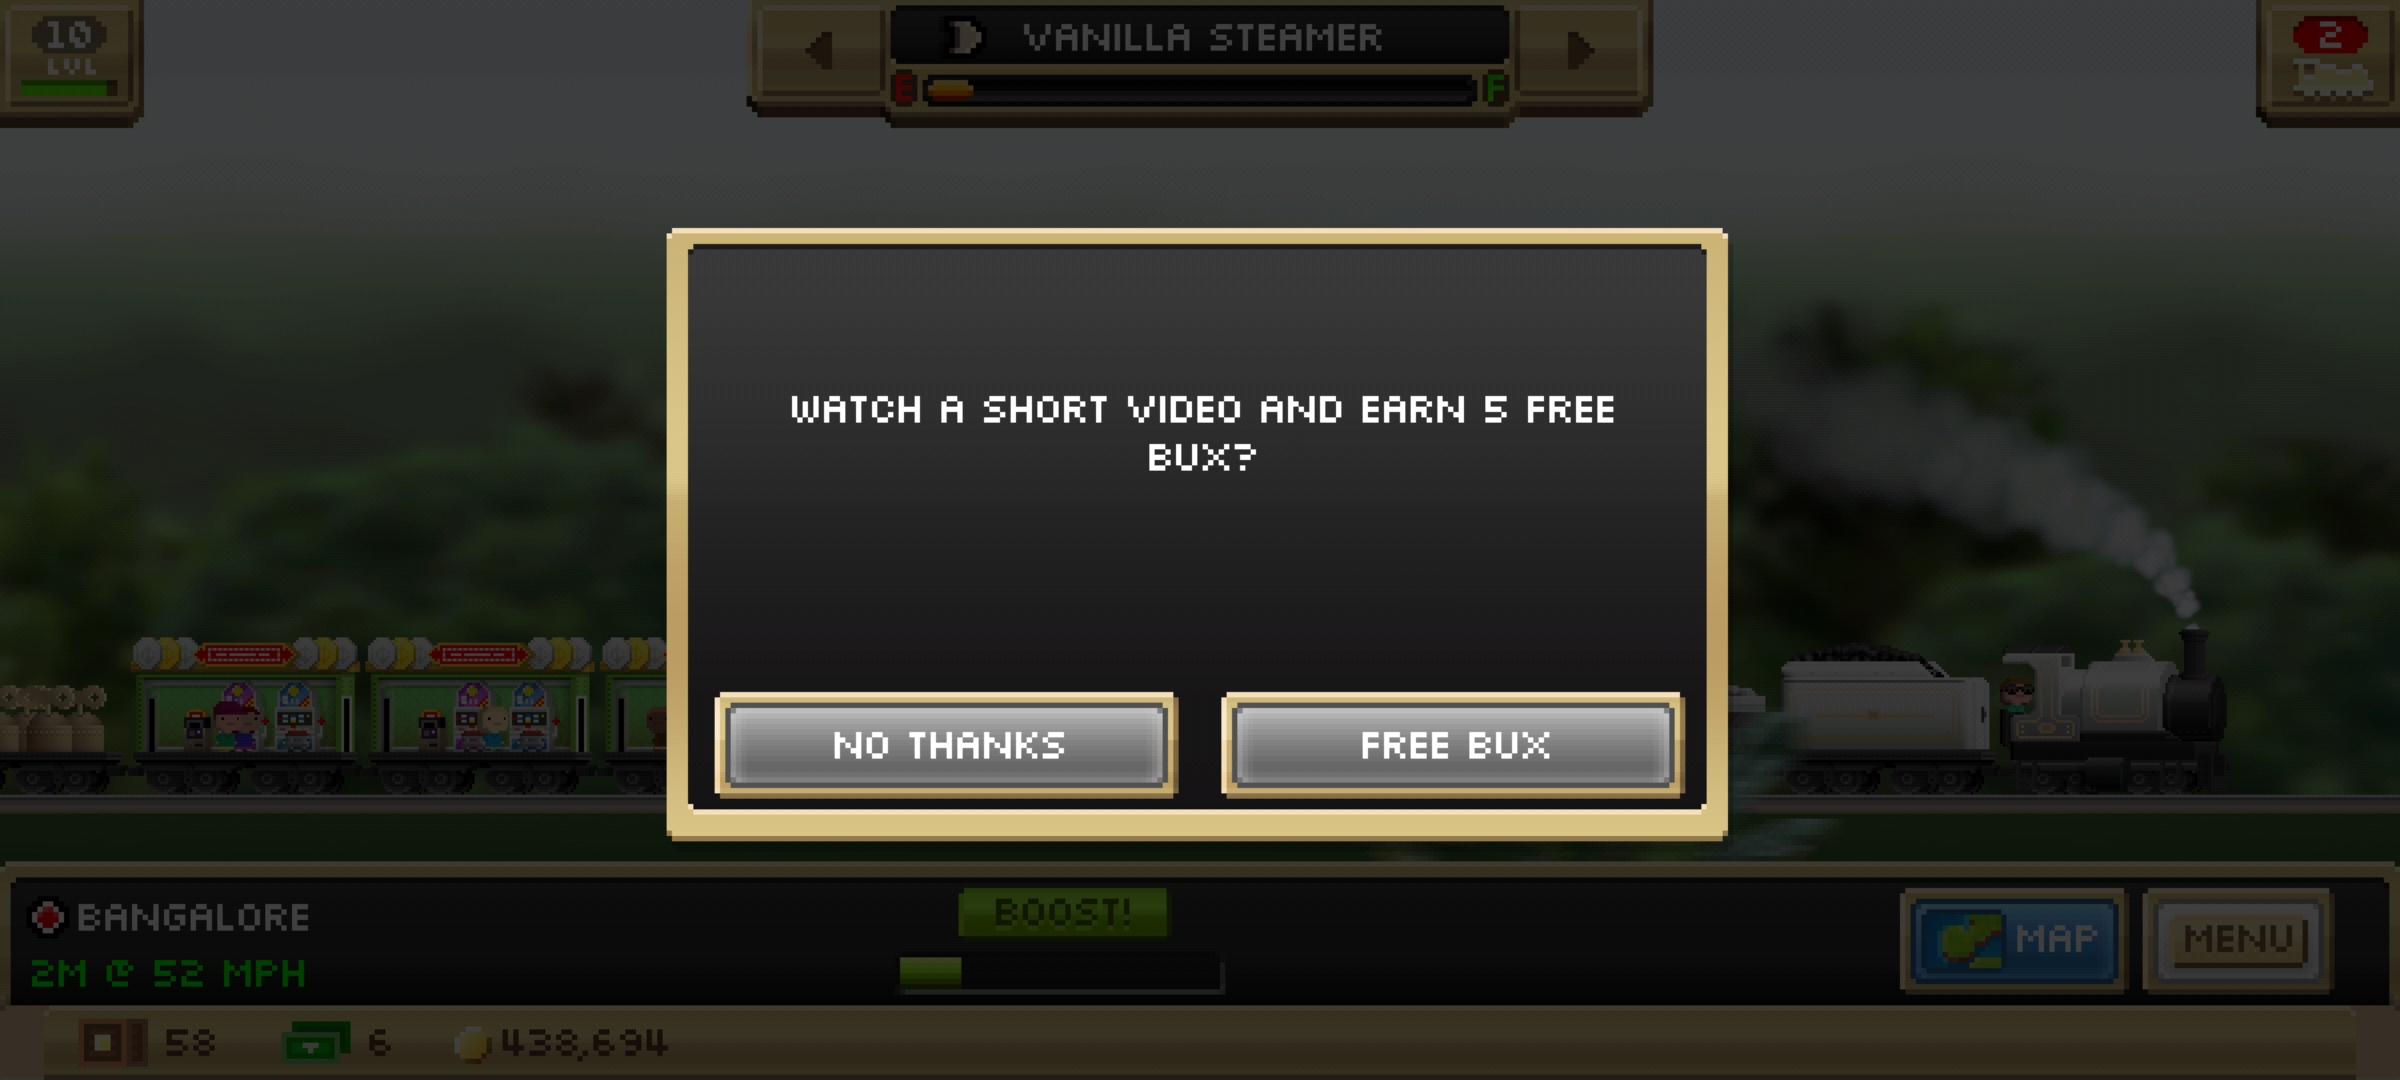 10
LVL
VANILLA STEAMER
E
F
2
WATCH A SHORT VIDEO AND EARN 5 FREE
BUX?
NO THANKS
FREE BUX
BANGALORE
2M @ 52 MPH
BOOST!
MAP
MENU
58
6
438,694